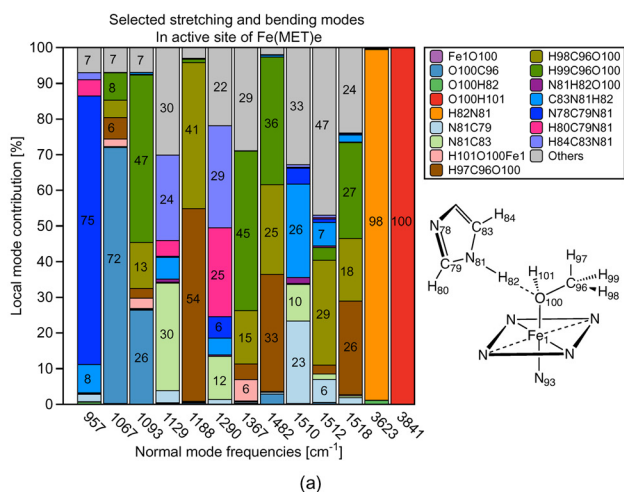 Selected stretching and bending modes
In active site of Fe(MET)e
Local mode contribution [%]
100
90
80
70
60
50
40
30
20
10
0
75
8
7
72
6
8
7
26
13
47
7
30
24
30
54
41
12
6
25
29
22
6
15
45
29
33
25
36
23
10
26
33
6
29
7
47
26
18
27
24
98
100
957
1067
1093
1129
1188
1290
1367
1482
1510
1512
1518
3623
3841
Normal mode frequencies [cm⁻¹]
Fe1O100
O100C96
O100H82
O100H101
H82N81
N81C79
N81C83
H101O100Fe1
H97C96O100
H98C96O100
H99C96O100
N81H82O100
C83N81H82
N78C79N81
H80C79N81
H84C83N81
Others
H84
N78
C83
C79
N81
H80
H82
H101
H97
H99
C96
H98
O100
N
N
Fe1
N
N
N93
(a)